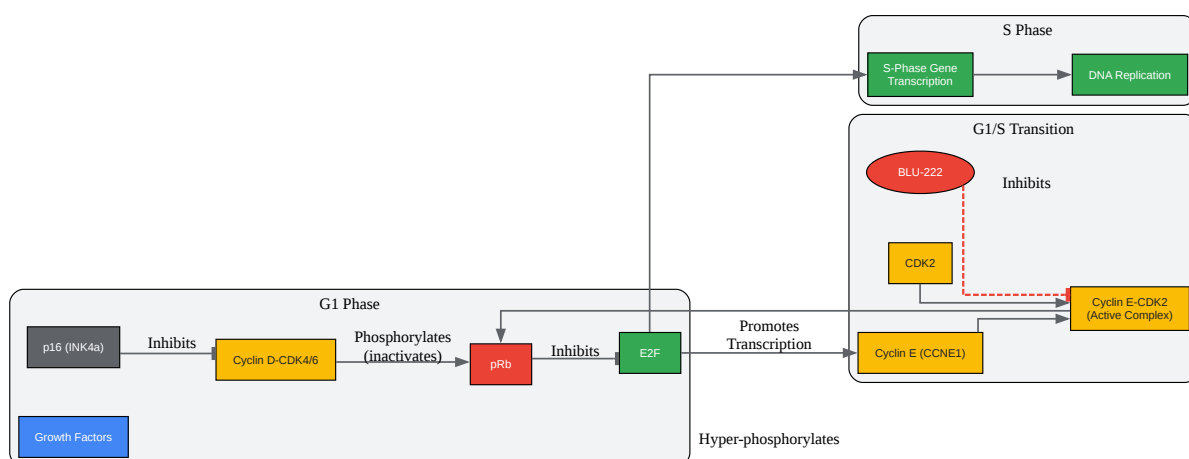 S Phase
S-Phase Gene
Transcription
DNA Replication
G1/S Transition
BLU-222
Inhibits
CDK2
Cyclin E-CDK2
(Active Complex)
Cyclin E (CCNE1)
G1 Phase
p16 (INK4a)
Inhibits
Cyclin D-CDK4/6
Phosphorylates
(inactivates)
pRb
Inhibits
E2F
Promotes
Transcription
Growth Factors
Hyper-phosphorylates